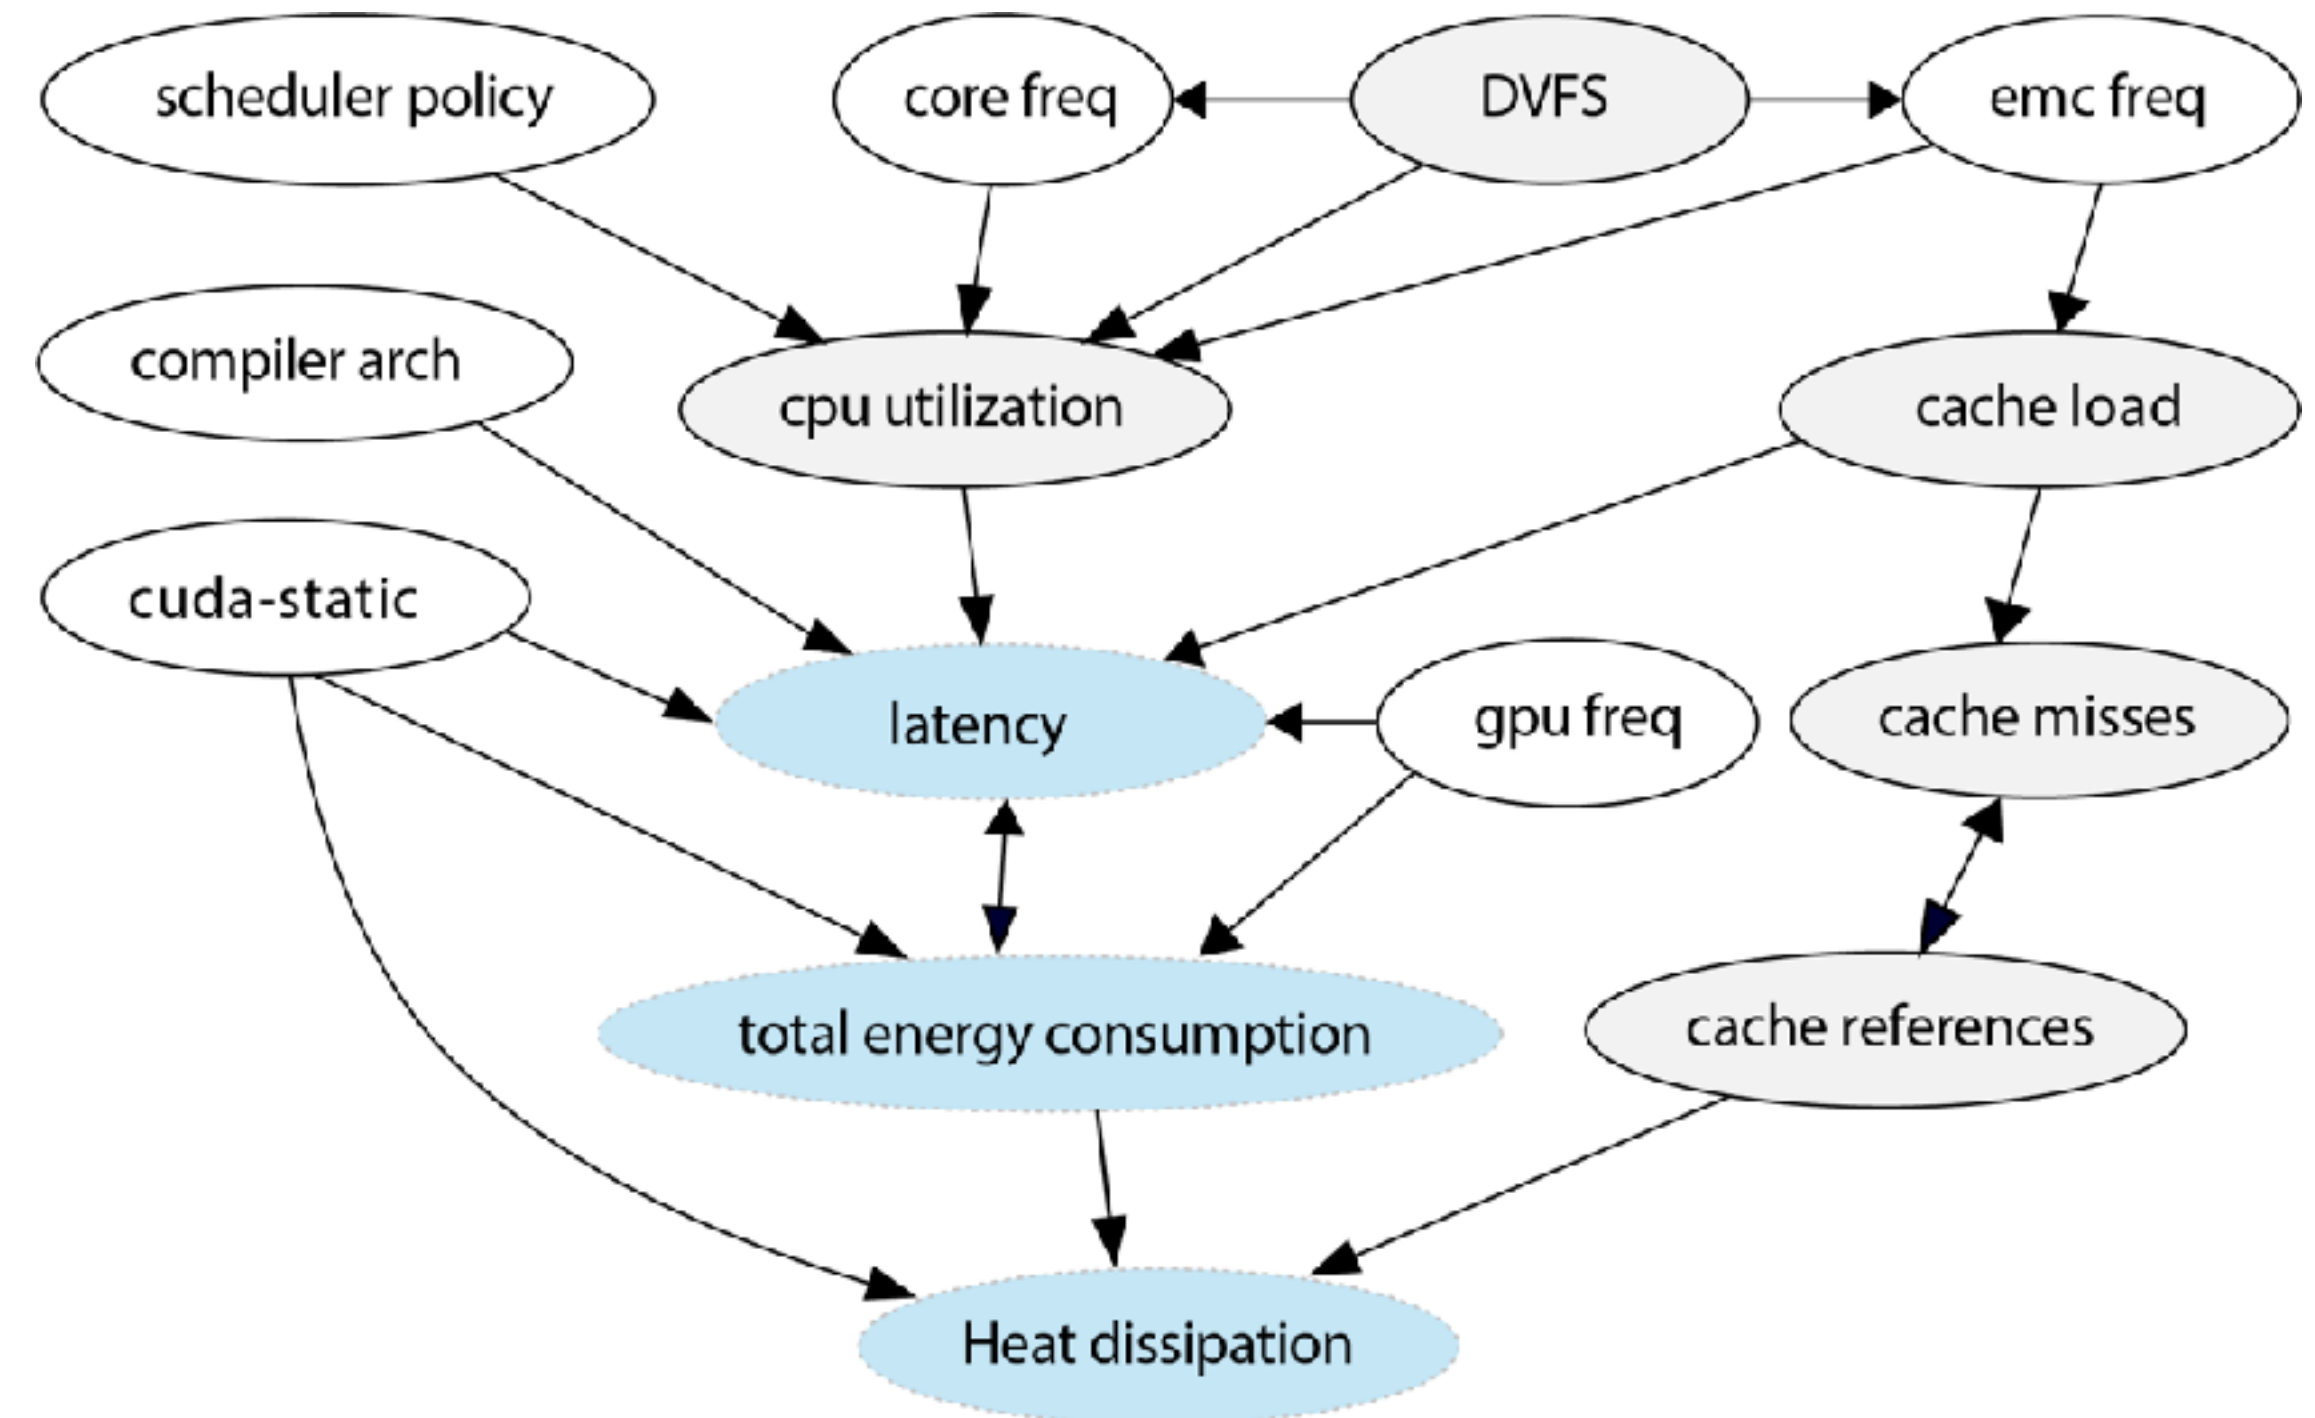 scheduler policy
core freq
DVFS
emc freq
compiler arch
cpu utilization
cache load
cuda-static
latency
gpu freq
cache misses
total energy consumption
cache references
Heat dissipation